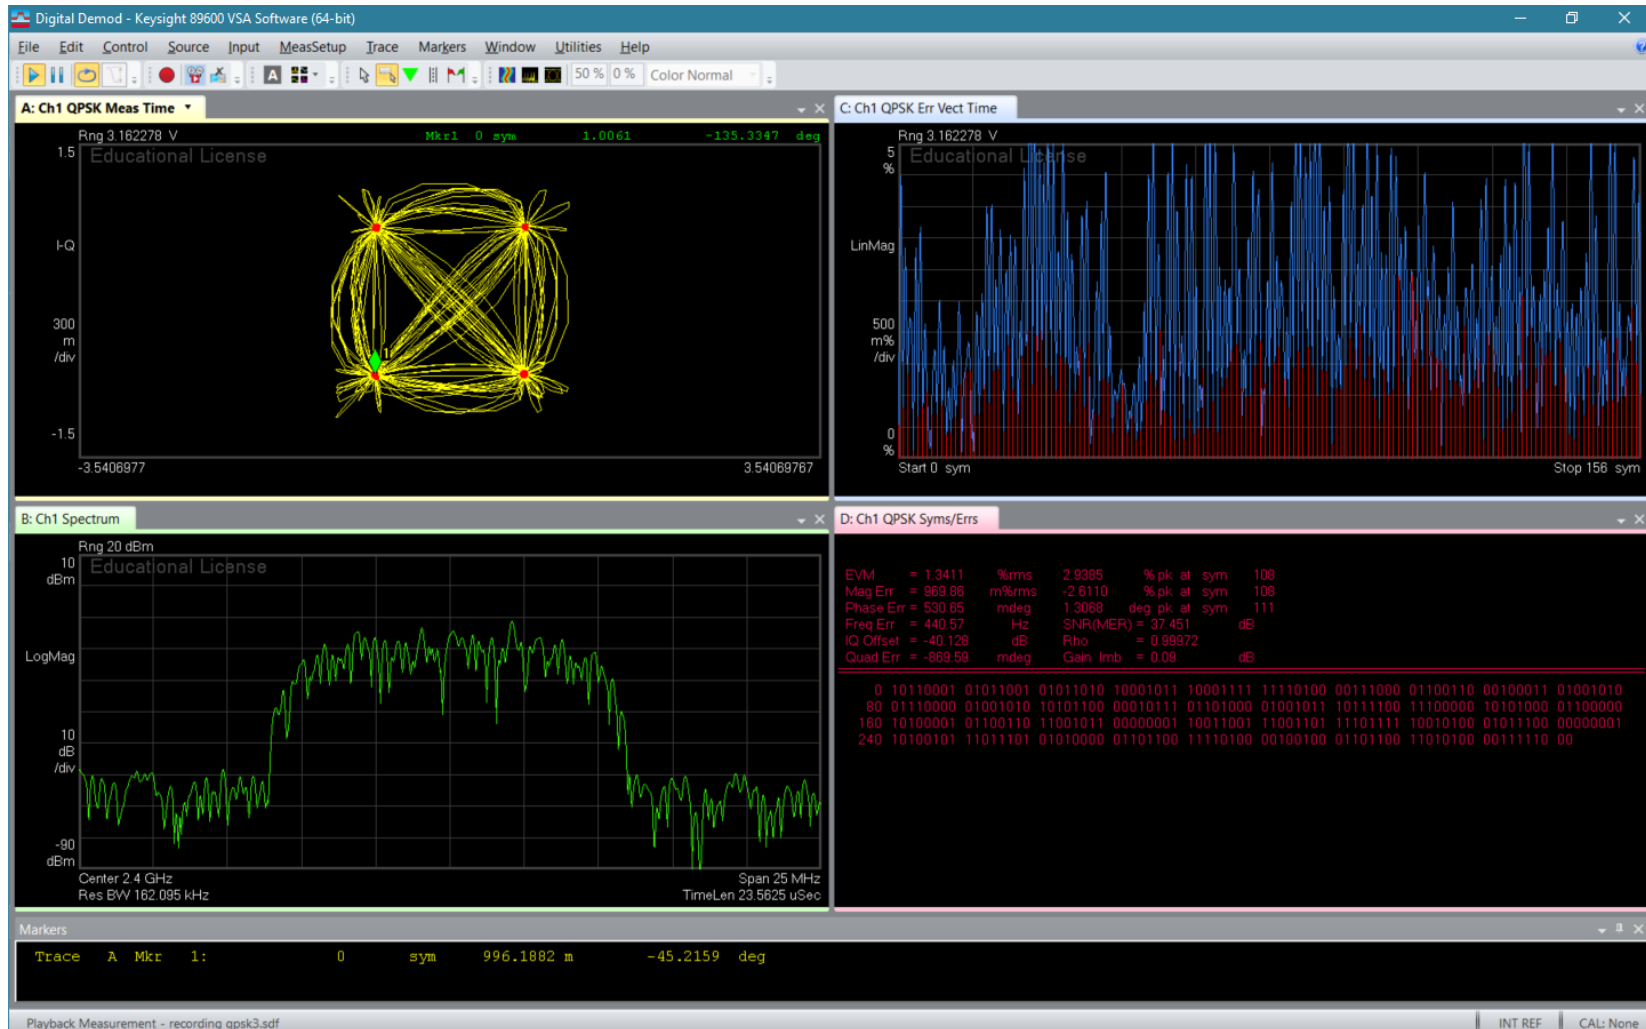 Digital Demod - Keysight 89600 VSA Software (64-bit)
File Edit Control Source Input MeasSetup Trace Markers Window Utilities Help
A 50 % 0 % Color Normal
A: Ch1 QPSK Meas Time
Rng 3.162278 V Mkr1 0 sym 1.0061 -135.3347 deg
1.5 Educational License
I-Q
1
300
m
/div
-1.5
-3.5406977 3.54069767
C: Ch1 QPSK Err Vect Time
Rng 3.162278 V
5 Educational License
%
LinMag
500
m%
/div
0
%
Start 0 sym Stop 156 sym
B: Ch1 Spectrum
Rng 20 dBm
10 Educational License
dBm
LogMag
10
dB
/div
-90
dBm
Center 2.4 GHz Span 25 MHz
Res BW 162.095 kHz TimeLen 23.5625 uSec
D: Ch1 QPSK Syms/Errs
EVM = 1.3411 %rms 2.9385 % pk at sym 108
Mag Err = 969.86 m%rms -2.6110 % pk at sym 108
Phase Err = 530.65 mdeg 1.3068 deg pk at sym 111
Freq Err = 440.57 Hz SNR(MER) = 37.451 dB
IQ Offset = -40.128 dB Rho = 0.99972
Quad Err = -869.59 mdeg Gain Imb = 0.09 dB
0 10110001 01011001 01011010 10001011 10001111 11110100 00111000 01100110 00100011 01001010
80 01110000 01001010 10101100 00010111 01101000 01001011 10111100 11100000 10101000 01100000
160 10100001 01100110 11001011 00000001 10011001 11001101 11101111 10010100 01011100 00000001
240 10100101 11011101 01010000 01101100 11110100 00100100 01101100 11010100 00111110 00
Markers
Trace A Mkr 1: 0 sym 996.1882 m -45.2159 deg
Playback Measurement - recording qpsk3.sdf INT REF CAL: None